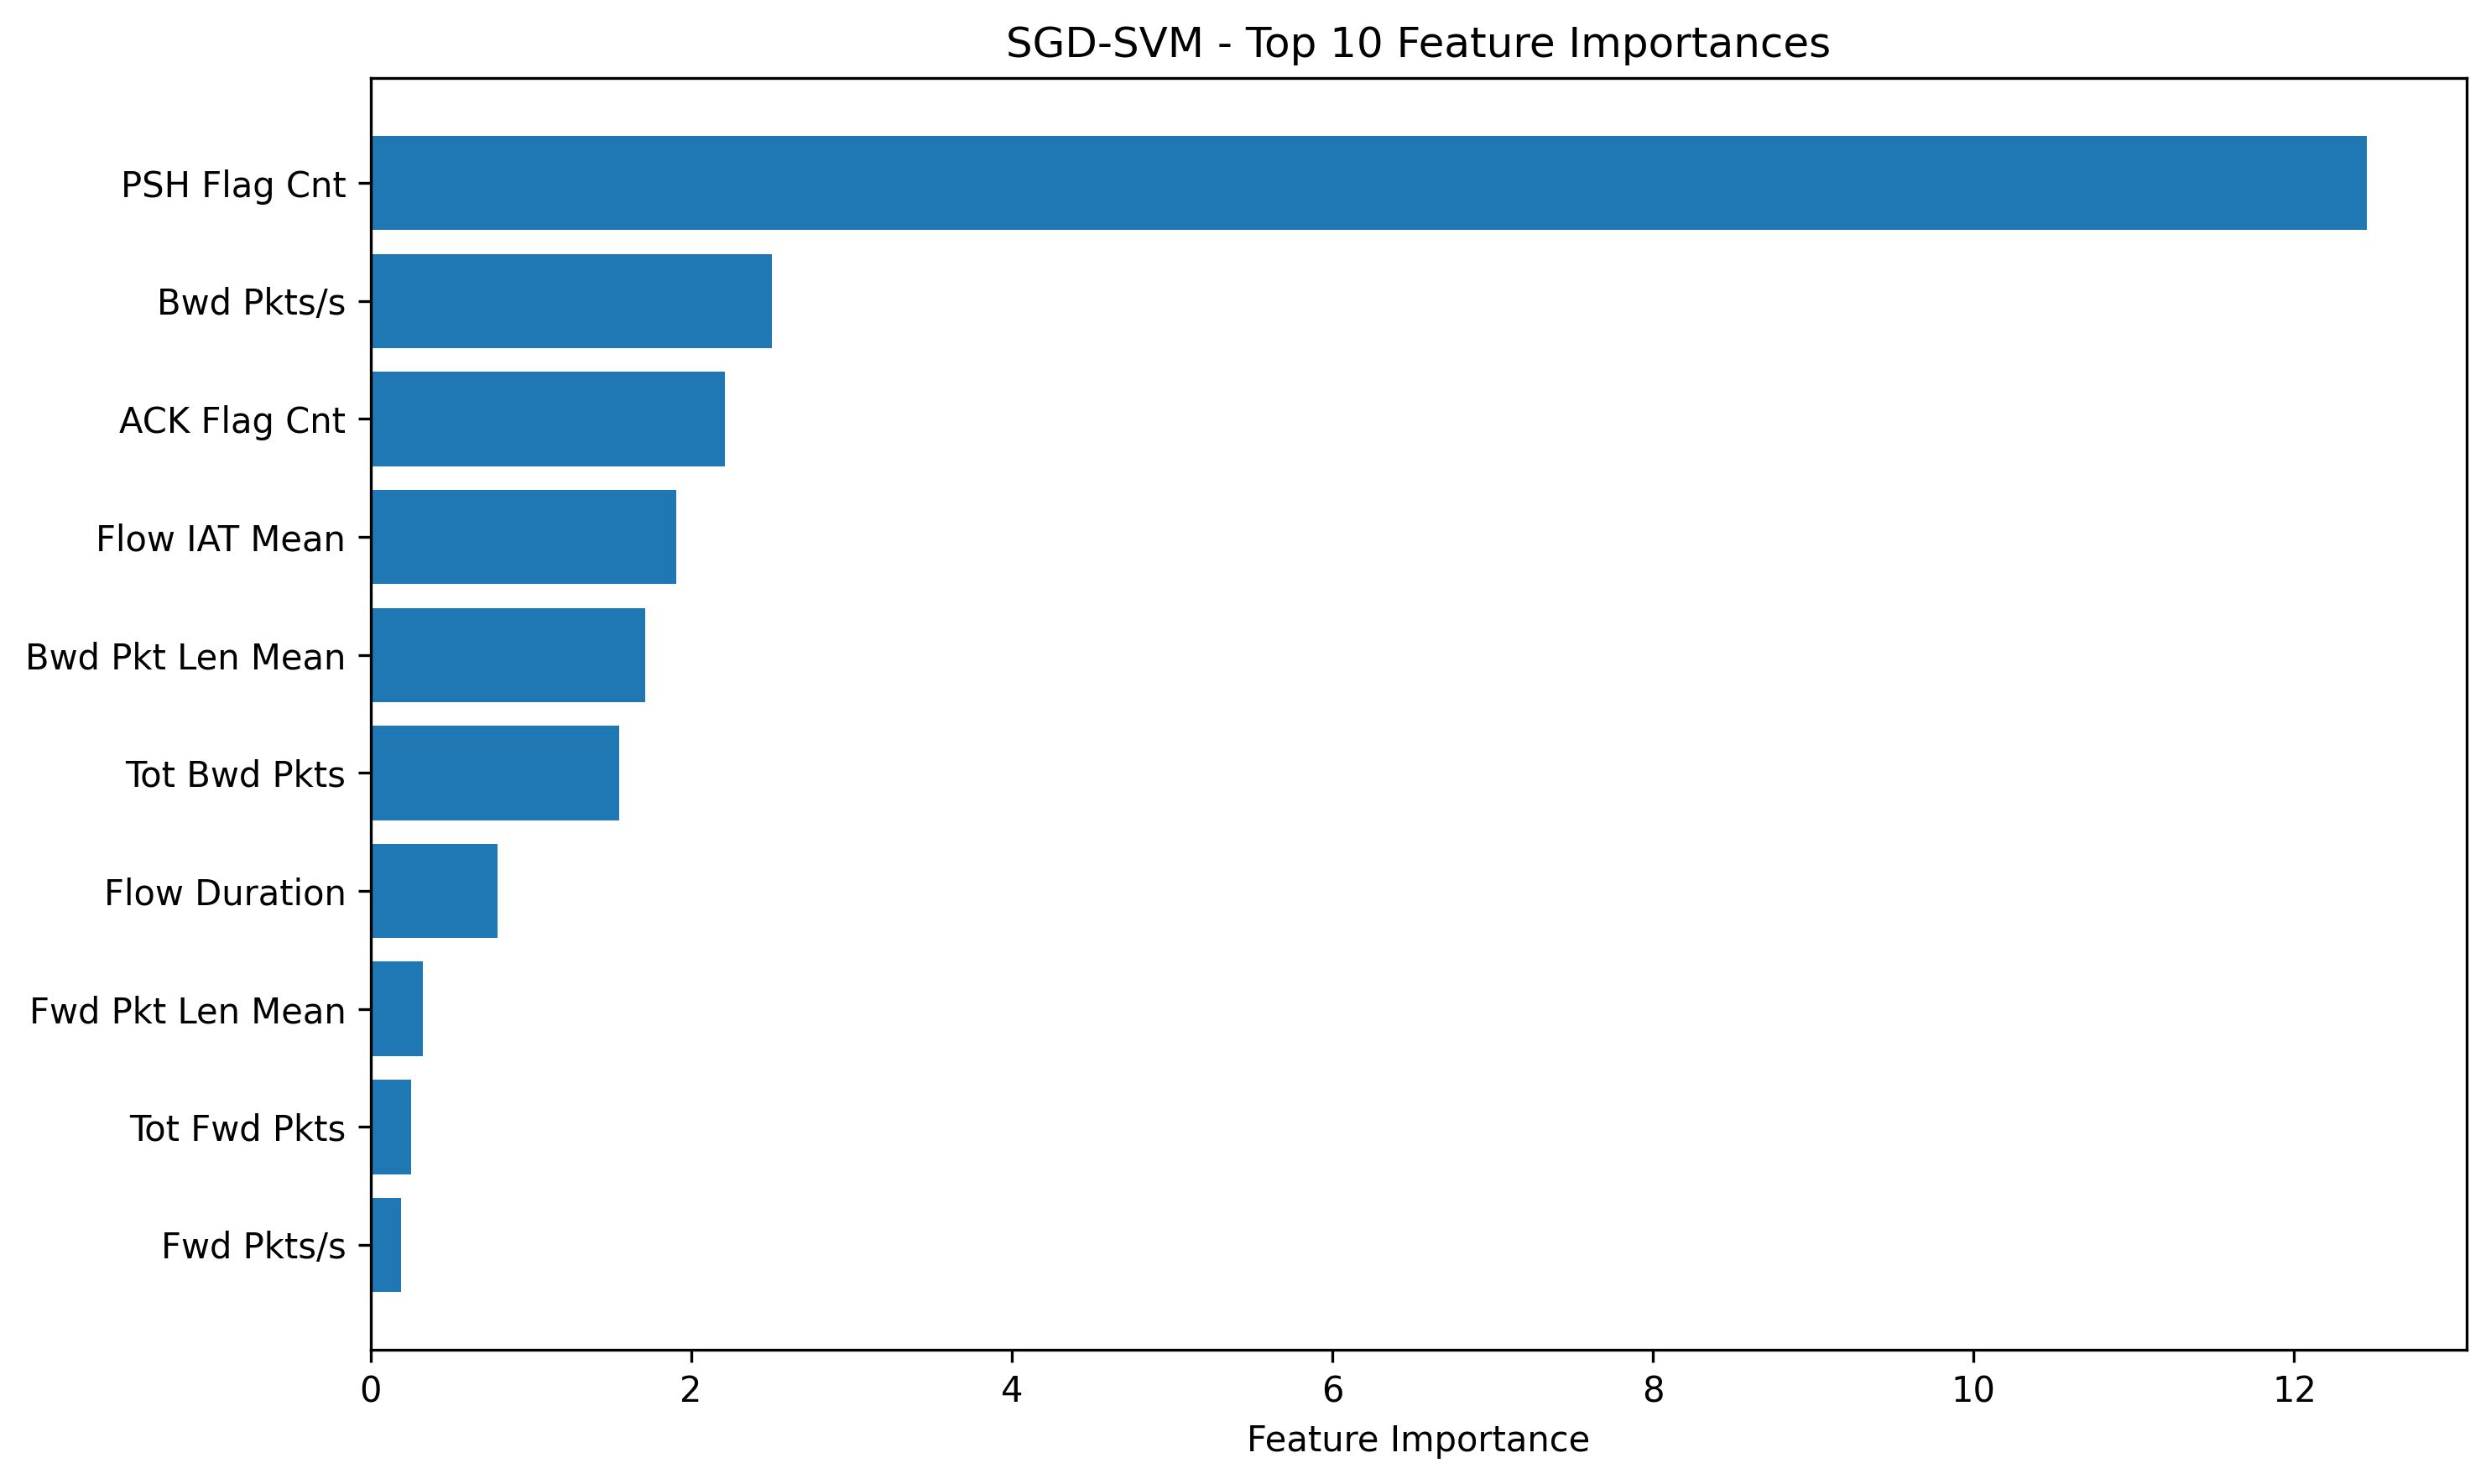 SGD-SVM - Top 10 Feature Importances
PSH Flag Cnt
Bwd Pkts/s
ACK Flag Cnt
Flow IAT Mean
Bwd Pkt Len Mean
Tot Bwd Pkts
Flow Duration
Fwd Pkt Len Mean
Tot Fwd Pkts
Fwd Pkts/s
0 2 4 6 8 10 12
Feature Importance